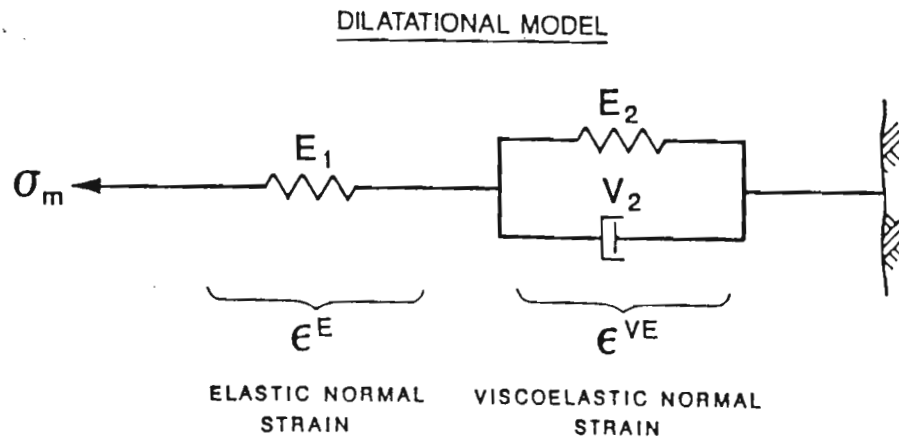 DILATATIONAL MODEL
E₂
E₁
σₘ
V₂
ϵᴱ
ϵⱽᴱ
ELASTIC NORMAL
STRAIN
VISCOELASTIC NORMAL
STRAIN